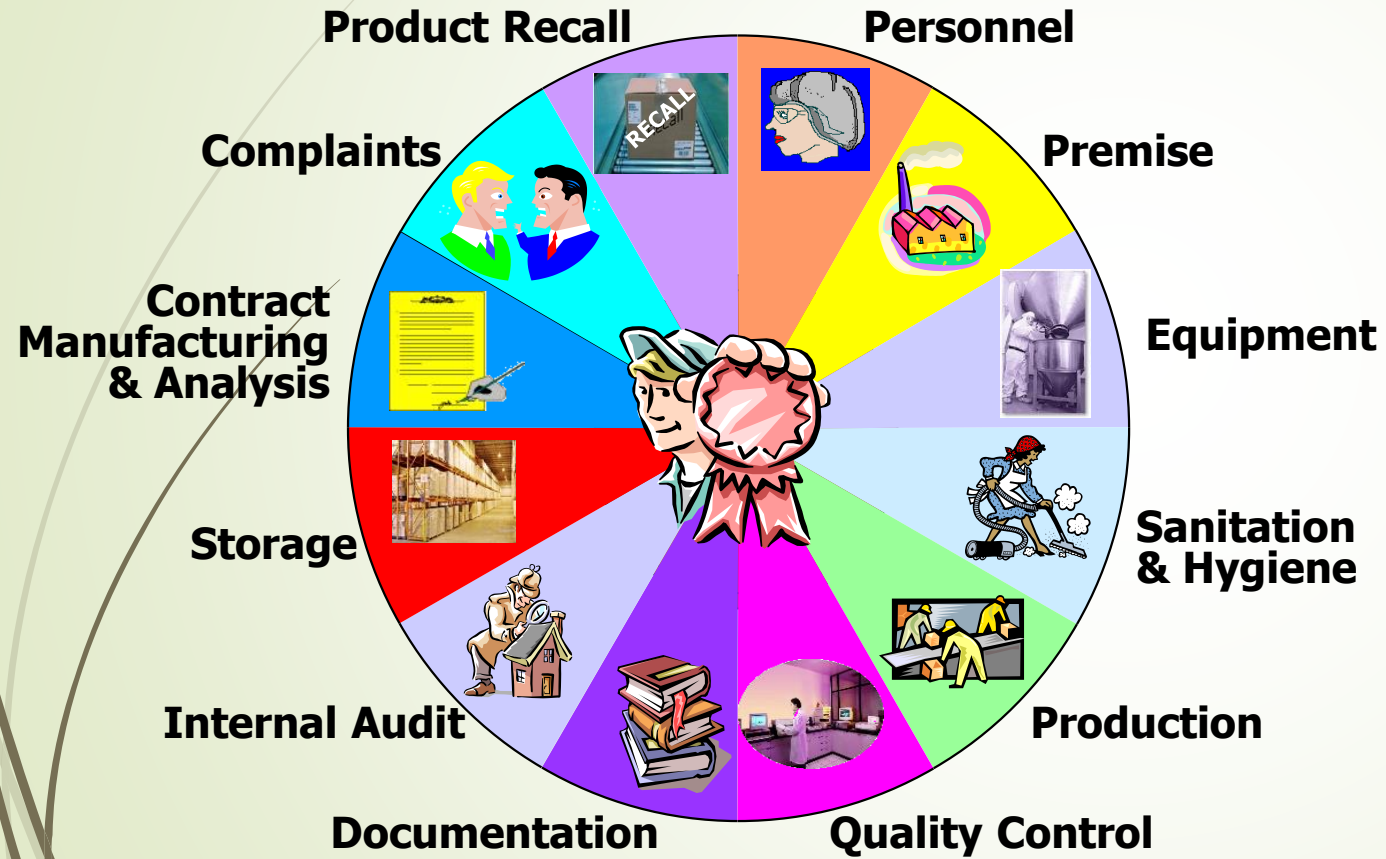 Product Recall
Personnel
RECALL
Complaints
Premise
Contract
Manufacturing
& Analysis
Equipment
Storage
Sanitation
& Hygiene
Internal Audit
Production
Documentation
Quality Control